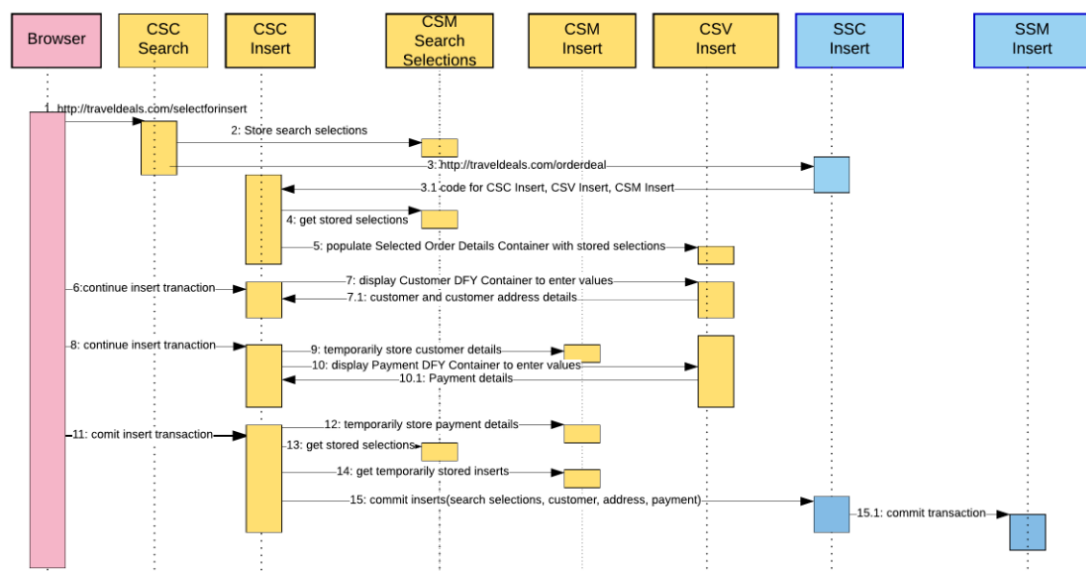 Browser
CSC
Search
CSC
Insert
CSM
Search
Selections
CSM
Insert
CSV
Insert
SSC
Insert
SSM
Insert
1. http://traveldeals.com/selectforinsert
2: Store search selections
3: http://traveldeals.com/orderdeal
3.1 code for CSC Insert, CSV Insert, CSM Insert
4: get stored selections
5: populate Selected Order Details Container with stored selections
6:continue insert tranaction
7: display Customer DFY Container to enter values
7.1: customer and customer address details
8: continue insert tranaction
9: temporarily store customer details
10: display Payment DFY Container to enter values
10.1: Payment details
11: comit insert transaction
12: temporarily store payment details
13: get stored selections
14: get temporarily stored inserts
15: commit inserts(search selections, customer, address, payment)
15.1: commit transaction